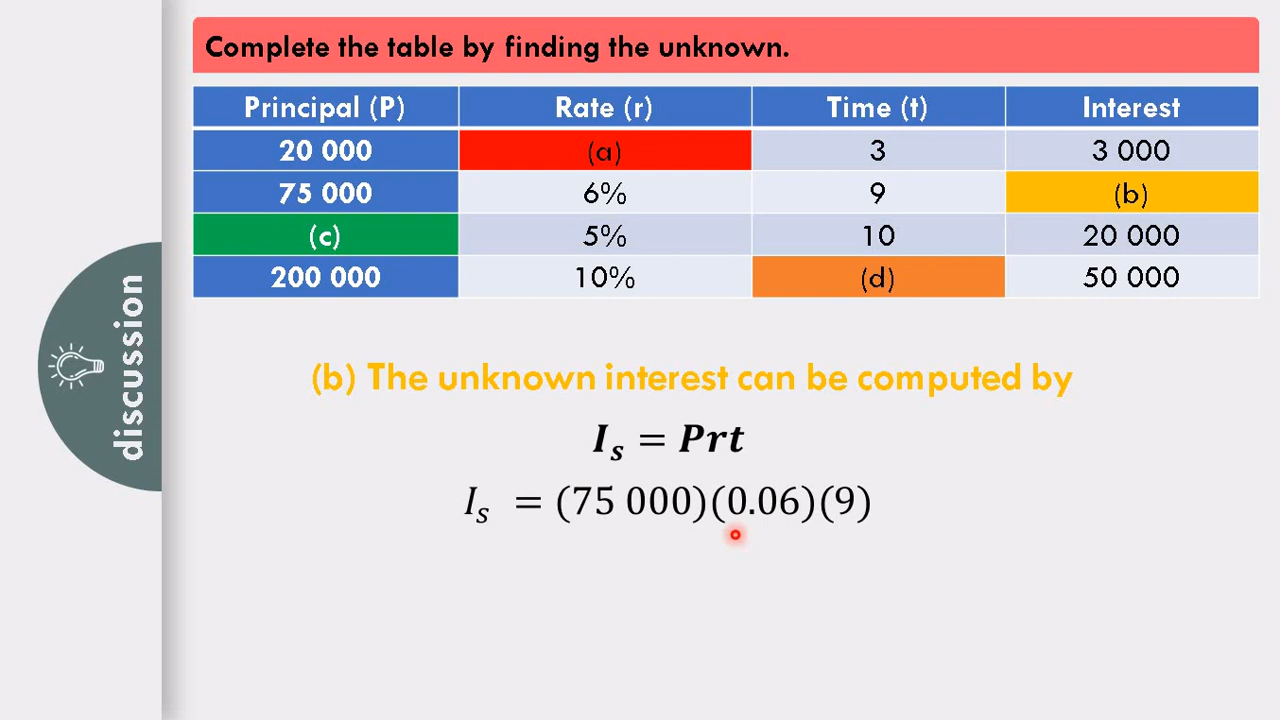 Complete the table by finding the unknown.
Principal (P) Rate (r) Time (t) Interest
20 000 (a) 3 3 000
75 000 6% 9 (b)
(c) 5% 10 20 000
200 000 10% (d) 50 000
discussion
(b) The unknown interest can be computed by
Iₛ = Prt
Iₛ = (75 000)(0.06)(9)